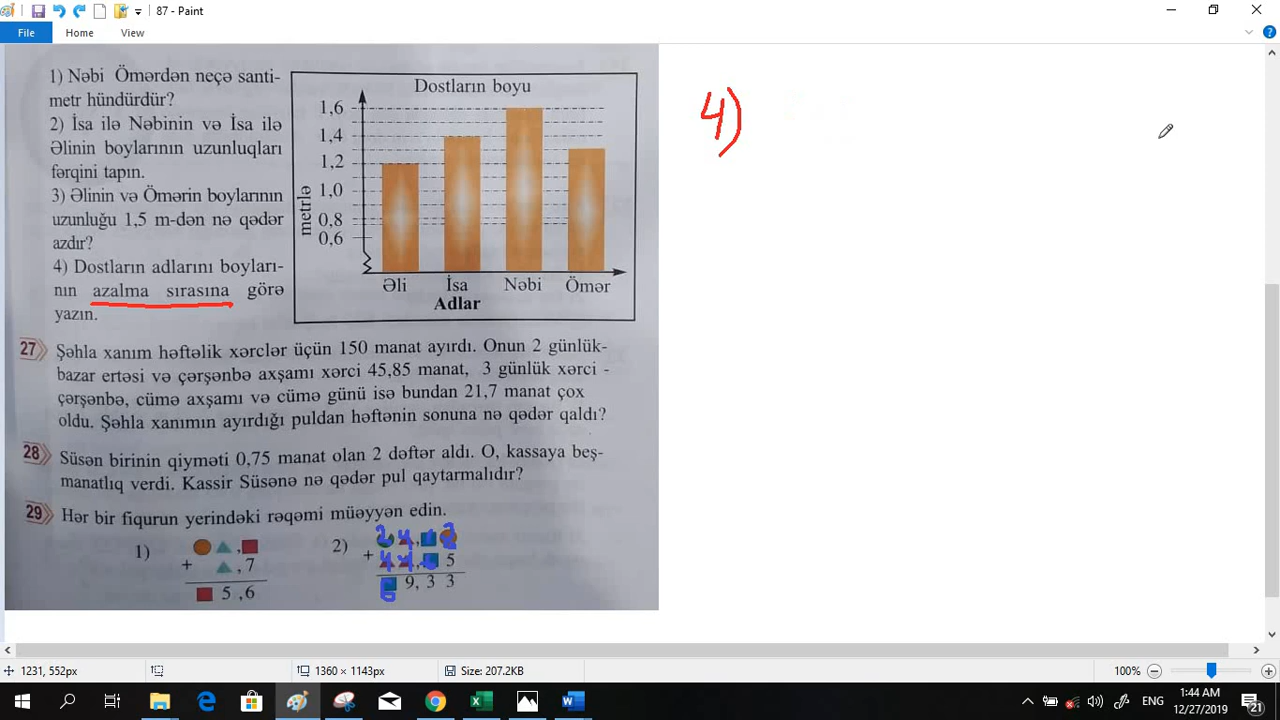 87 - Paint
File Home View
1) Nəbi Ömərdən neçə santi-
metr hündürdür?
2) İsa ilə Nəbinin və İsa ilə
Əlinin boylarının uzunluqları
fərqini tapın.
3) Əlinin və Ömərin boylarının
uzunluğu 1,5 m-dən nə qədər
azdır?
4) Dostların adlarını boyları-
nın azalma sırasına görə
yazın.
Dostların boyu
1,6
1,4
1,2
1,0
0,8
0,6
metrlə
Əli İsa Nəbi Ömər
Adlar
4)
27 Şəhla xanım həftəlik xərclər üçün 150 manat ayırdı. Onun 2 günlük-
bazar ertəsi və çərşənbə axşamı xərci 45,85 manat, 3 günlük xərci -
çərşənbə, cümə axşamı və cümə günü isə bundan 21,7 manat çox
oldu. Şəhla xanımın ayırdığı puldan həftənin sonuna nə qədər qaldı?
28 Süsən birinin qiyməti 0,75 manat olan 2 dəftər aldı. O, kassaya beş-
manatlıq verdi. Kassir Süsənə nə qədər pul qaytarmalıdır?
29 Hər bir fiqurun yerindəki rəqəmi müəyyən edin.
1) ,
+ ,7
5,6
2) 2 4,
+ 4 4, 5
9,3 3
1231, 552px 1360 × 1143px Size: 207.2KB 100%
ENG 1:44 AM
12/27/2019 21